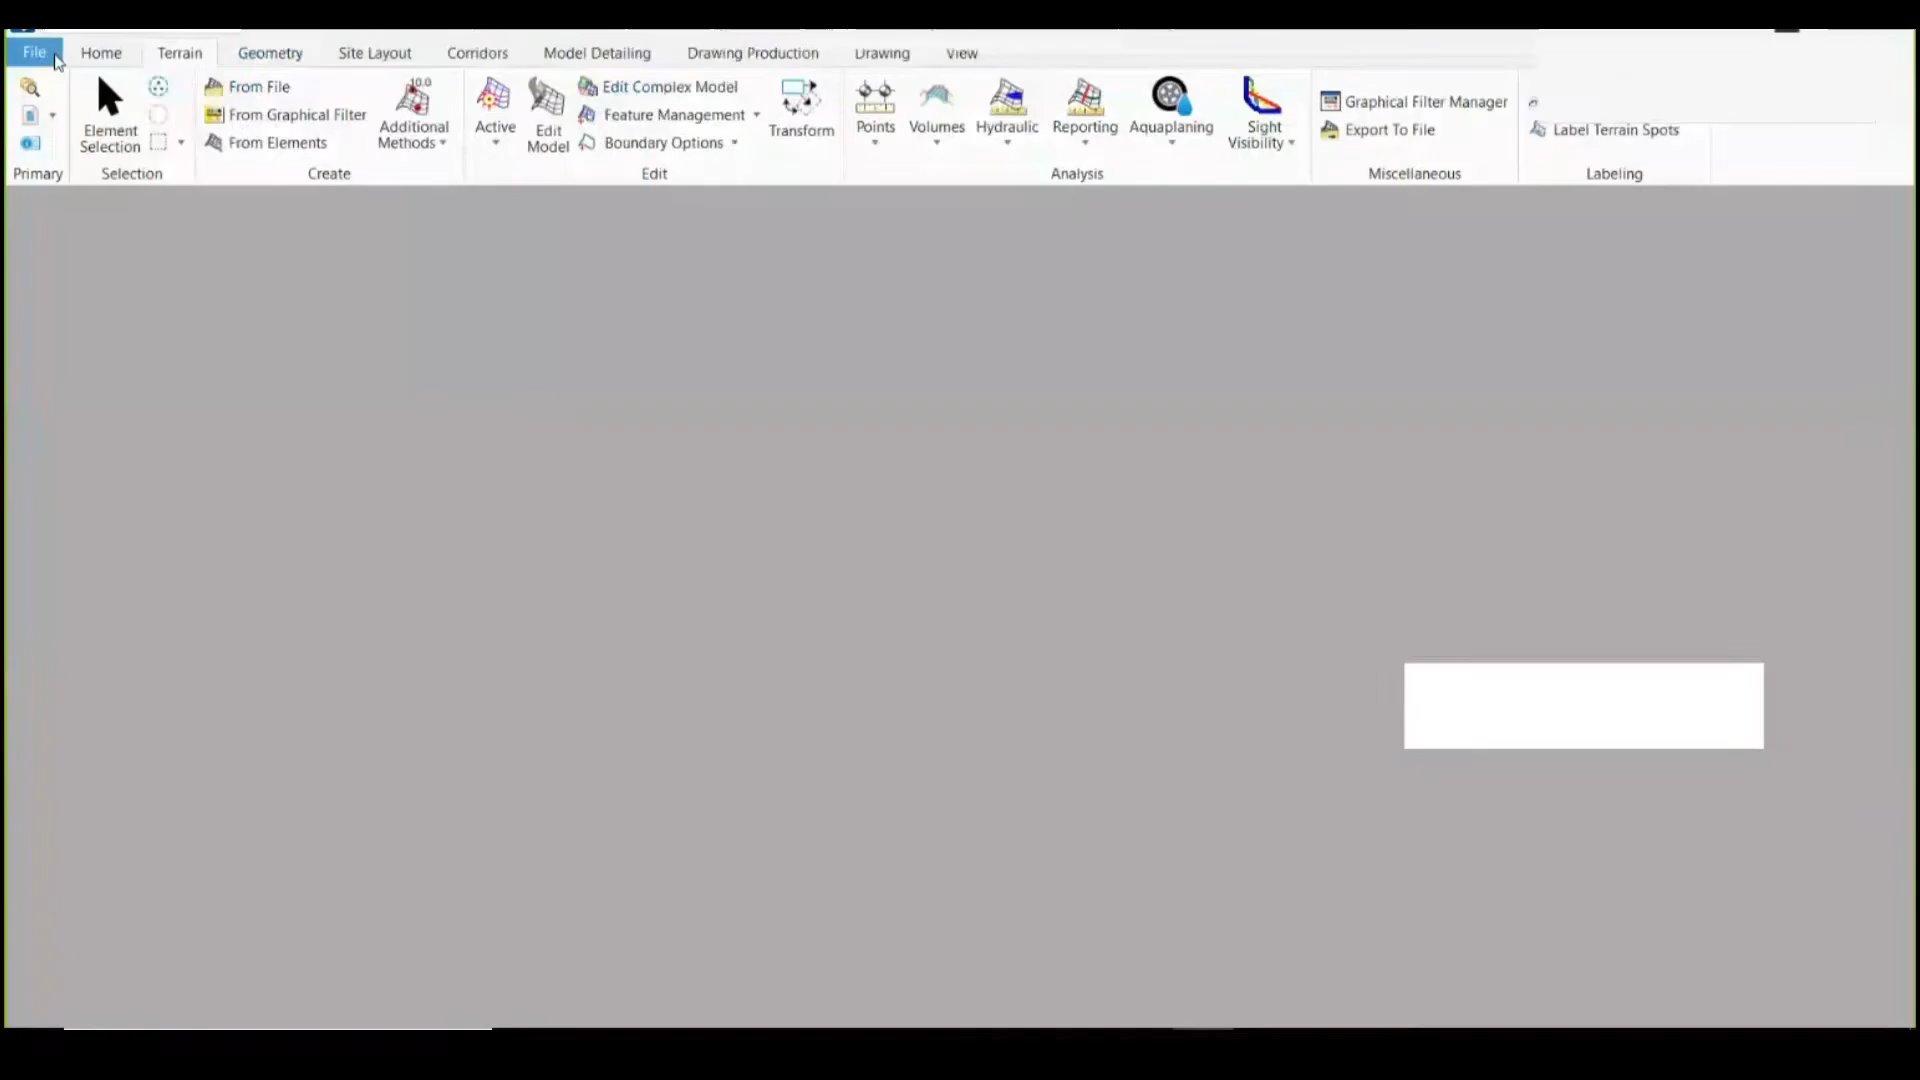 File Home Terrain Geometry Site Layout Corridors Model Detailing Drawing Production Drawing View
From File
From Graphical Filter
From Elements
Element
Selection
10.0
Additional
Methods
Active
Edit
Model
Edit Complex Model
Feature Management
Boundary Options
Transform
Points
Volumes
Hydraulic
Reporting
Aquaplaning
Sight
Visibility
Graphical Filter Manager
Export To File
Label Terrain Spots
Primary Selection Create Edit Analysis Miscellaneous Labeling